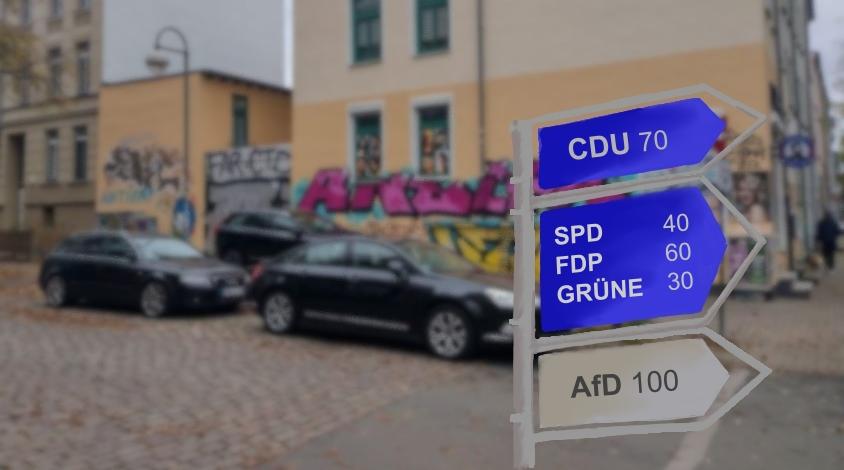 CDU 70
SPD 40
FDP 60
GRÜNE 30
AfD 100